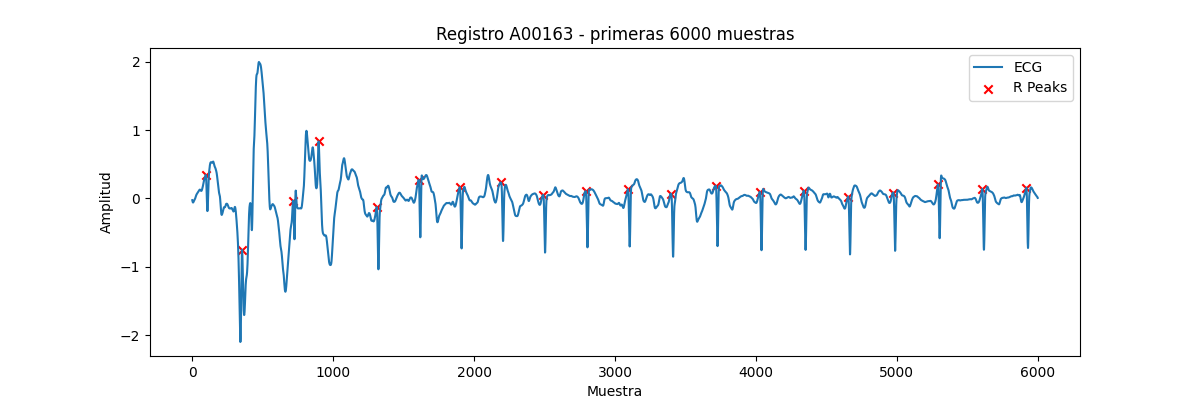 Registro A00163 - primeras 6000 muestras
ECG
R Peaks
Amplitud
2
1
0
−1
−2
0 1000 2000 3000 4000 5000 6000
Muestra